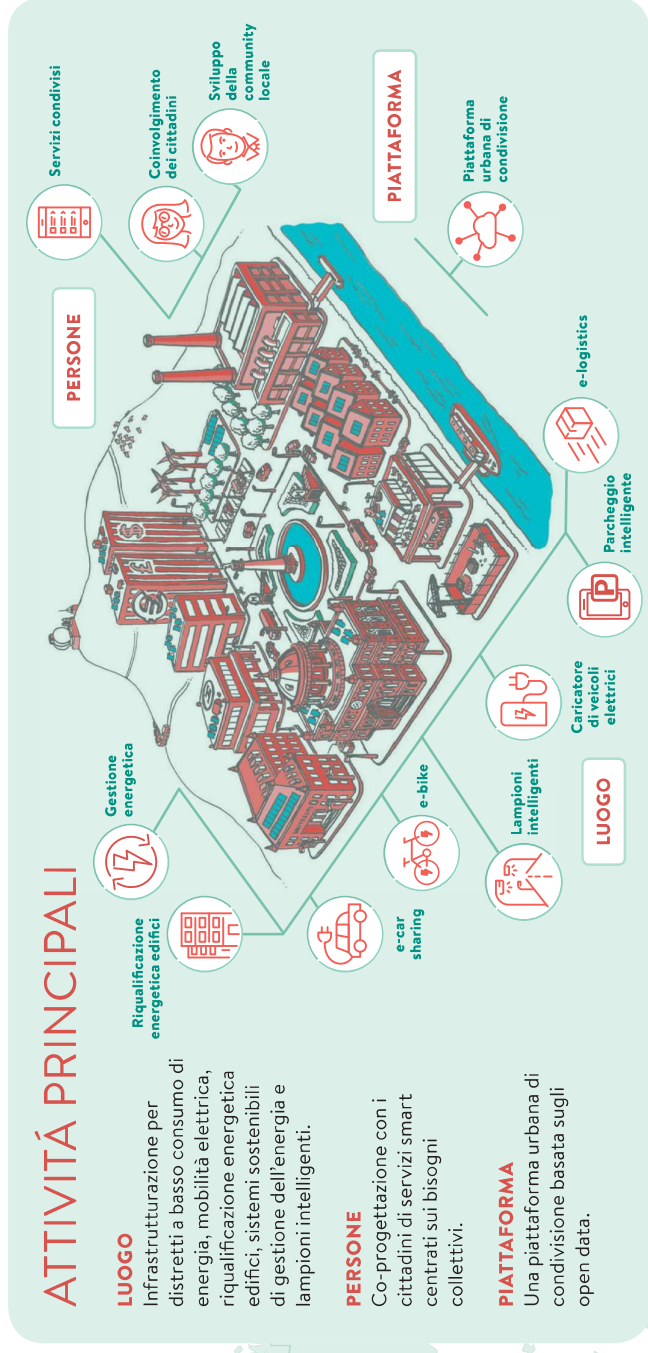 ATTIVITÁ PRINCIPALI
LUOGO
Infrastrutturazione per
distretti a basso consumo di
energia, mobilità elettrica,
riqualificazione energetica
edifici, sistemi sostenibili
di gestione dell'energia e
lampioni intelligenti.
PERSONE
Co-progettazione con i
cittadini di servizi smart
centrati sui bisogni
collettivi.
PIATTAFORMA
Una piattaforma urbana di
condivisione basata sugli
open data.
Riqualificazione
energetica edifici
Gestione
energetica
e-car
sharing
e-bike
Lampioni
intelligenti
LUOGO
Caricatore
di veicoli
elettrici
Parcheggio
intelligente
P
e-logistics
€
£
$
PERSONE
Servizi condivisi
Coinvolgimento
dei cittadini
Sviluppo
della
community
locale
PIATTAFORMA
Piattaforma
urbana di
condivisione